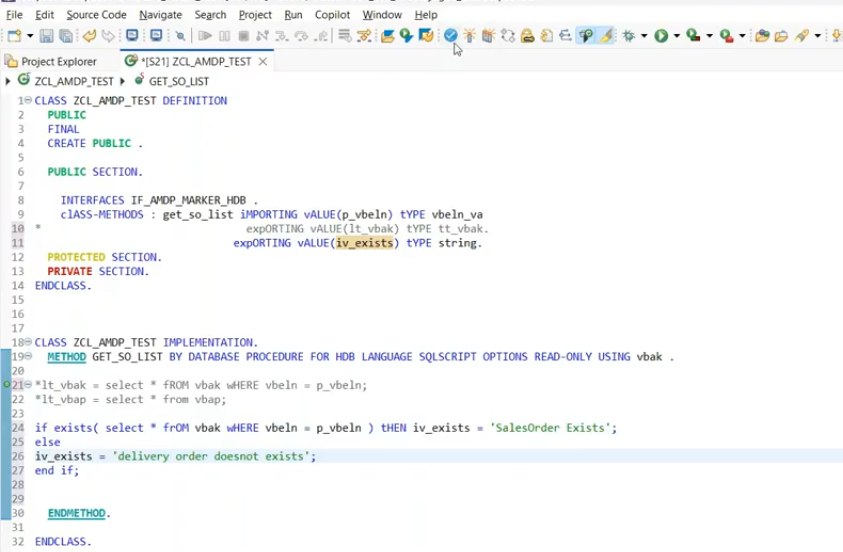 File Edit Source Code Navigate Search Project Run Copilot Window Help
Project Explorer *[S21] ZCL_AMDP_TEST
ZCL_AMDP_TEST GET_SO_LIST
1 CLASS ZCL_AMDP_TEST DEFINITION
2 PUBLIC
3 FINAL
4 CREATE PUBLIC .
5
6 PUBLIC SECTION.
7
8 INTERFACES IF_AMDP_MARKER_HDB .
9 clASS-METHODS : get_so_list iMPORTING vALUE(p_vbeln) tYPE vbeln_va
10 * expORTING vALUE(lt_vbak) tYPE tt_vbak.
11 expORTING vALUE(iv_exists) tYPE string.
12 PROTECTED SECTION.
13 PRIVATE SECTION.
14 ENDCLASS.
15
16
17
18 CLASS ZCL_AMDP_TEST IMPLEMENTATION.
19 METHOD GET_SO_LIST BY DATABASE PROCEDURE FOR HDB LANGUAGE SQLSCRIPT OPTIONS READ-ONLY USING vbak .
20
21 *lt_vbak = select * fROM vbak wHERE vbeln = p_vbeln;
22 *lt_vbap = select * from vbap;
23
24 if exists( select * frOM vbak wHERE vbeln = p_vbeln ) tHEN iv_exists = 'SalesOrder Exists';
25 else
26 iv_exists = 'delivery order doesnot exists';
27 end if;
28
29
30 ENDMETHOD.
31
32 ENDCLASS.